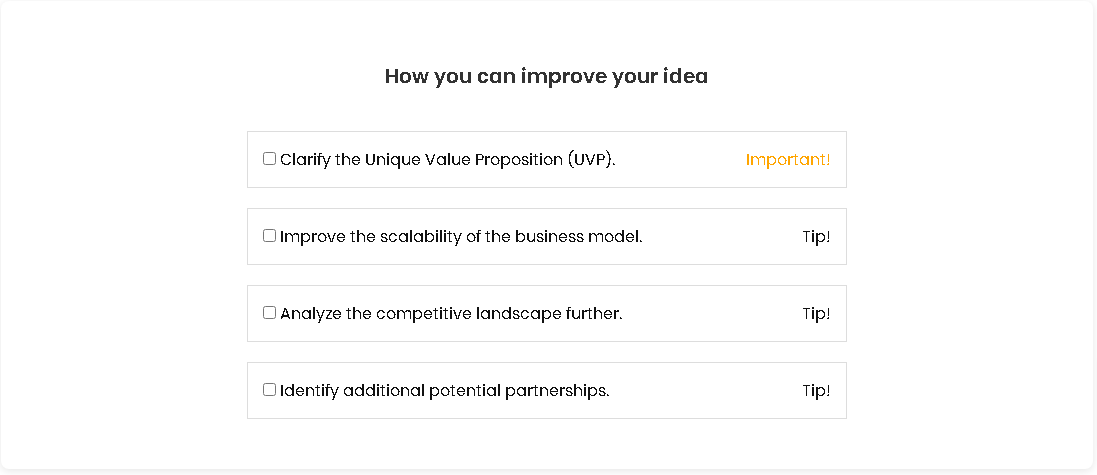 How you can improve your idea
Clarify the Unique Value Proposition (UVP). Important!
Improve the scalability of the business model. Tip!
Analyze the competitive landscape further. Tip!
Identify additional potential partnerships. Tip!